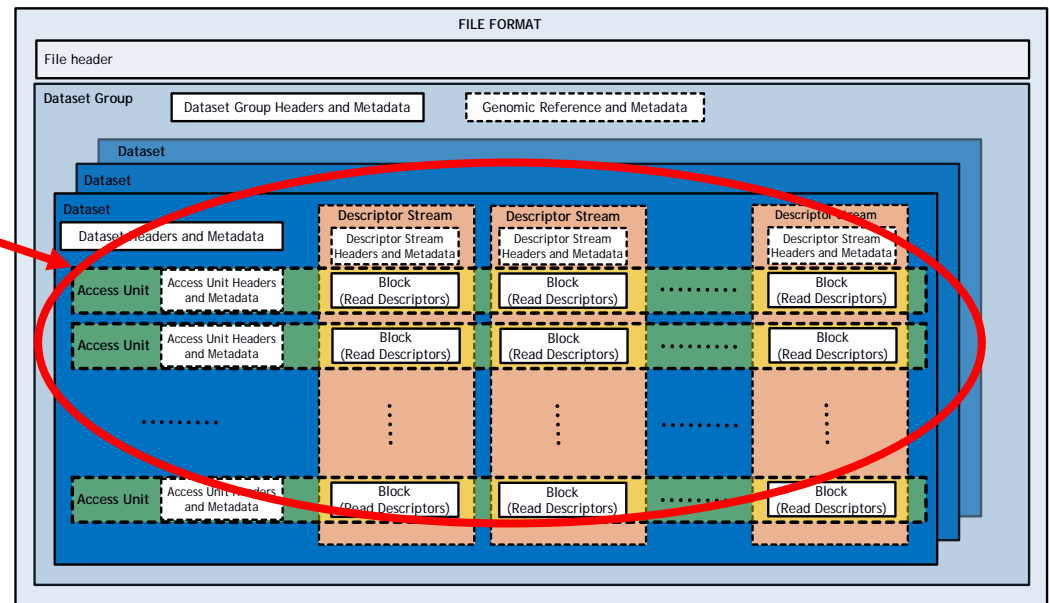 FILE FORMAT
File header
Dataset Group
Dataset Group Headers and Metadata
Genomic Reference and Metadata
Dataset
Dataset
Dataset
Dataset Headers and Metadata
Descriptor Stream
Descriptor Stream
Descriptor Stream
Descriptor Stream
Headers and Metadata
Descriptor Stream
Headers and Metadata
Descriptor Stream
Headers and Metadata
Access Unit
Access Unit Headers
and Metadata
Block
(Read Descriptors)
Block
(Read Descriptors)
Block
(Read Descriptors)
Access Unit
Access Unit Headers
and Metadata
Block
(Read Descriptors)
Block
(Read Descriptors)
Block
(Read Descriptors)
Access Unit
Access Unit Headers
and Metadata
Block
(Read Descriptors)
Block
(Read Descriptors)
Block
(Read Descriptors)